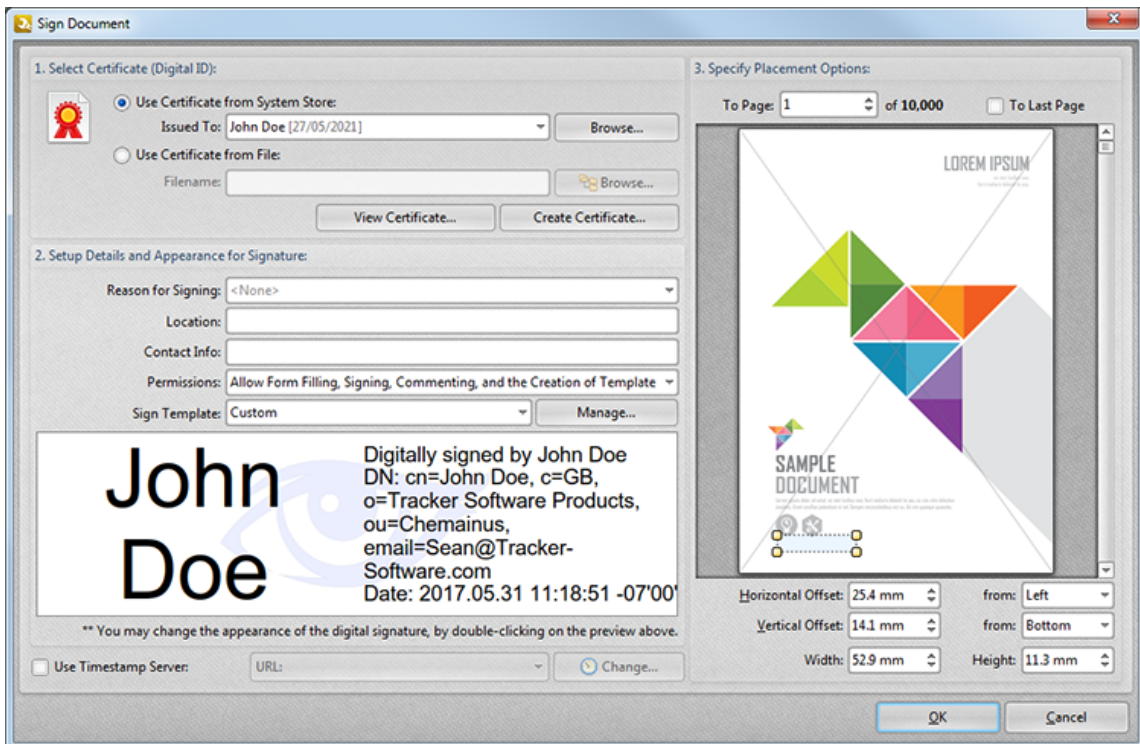 Sign Document
1. Select Certificate (Digital ID):
Use Certificate from System Store:
Issued To: John Doe [27/05/2021]
Browse...
Use Certificate from File:
Filename:
Browse...
View Certificate...
Create Certificate...
2. Setup Details and Appearance for Signature:
Reason for Signing: <None>
Location:
Contact Info:
Permissions: Allow Form Filling, Signing, Commenting, and the Creation of Template
Sign Template: Custom
Manage...
John
Doe
Digitally signed by John Doe
DN: cn=John Doe, c=GB,
o=Tracker Software Products,
ou=Chemainus,
email=Sean@Tracker-
Software.com
Date: 2017.05.31 11:18:51 -07'00'
** You may change the appearance of the digital signature, by double-clicking on the preview above.
Use Timestamp Server:
URL:
Change...
3. Specify Placement Options:
To Page: 1 of 10,000
To Last Page
LOREM IPSUM
SAMPLE
DOCUMENT
Horizontal Offset: 25.4 mm from: Left
Vertical Offset: 14.1 mm from: Bottom
Width: 52.9 mm Height: 11.3 mm
OK
Cancel